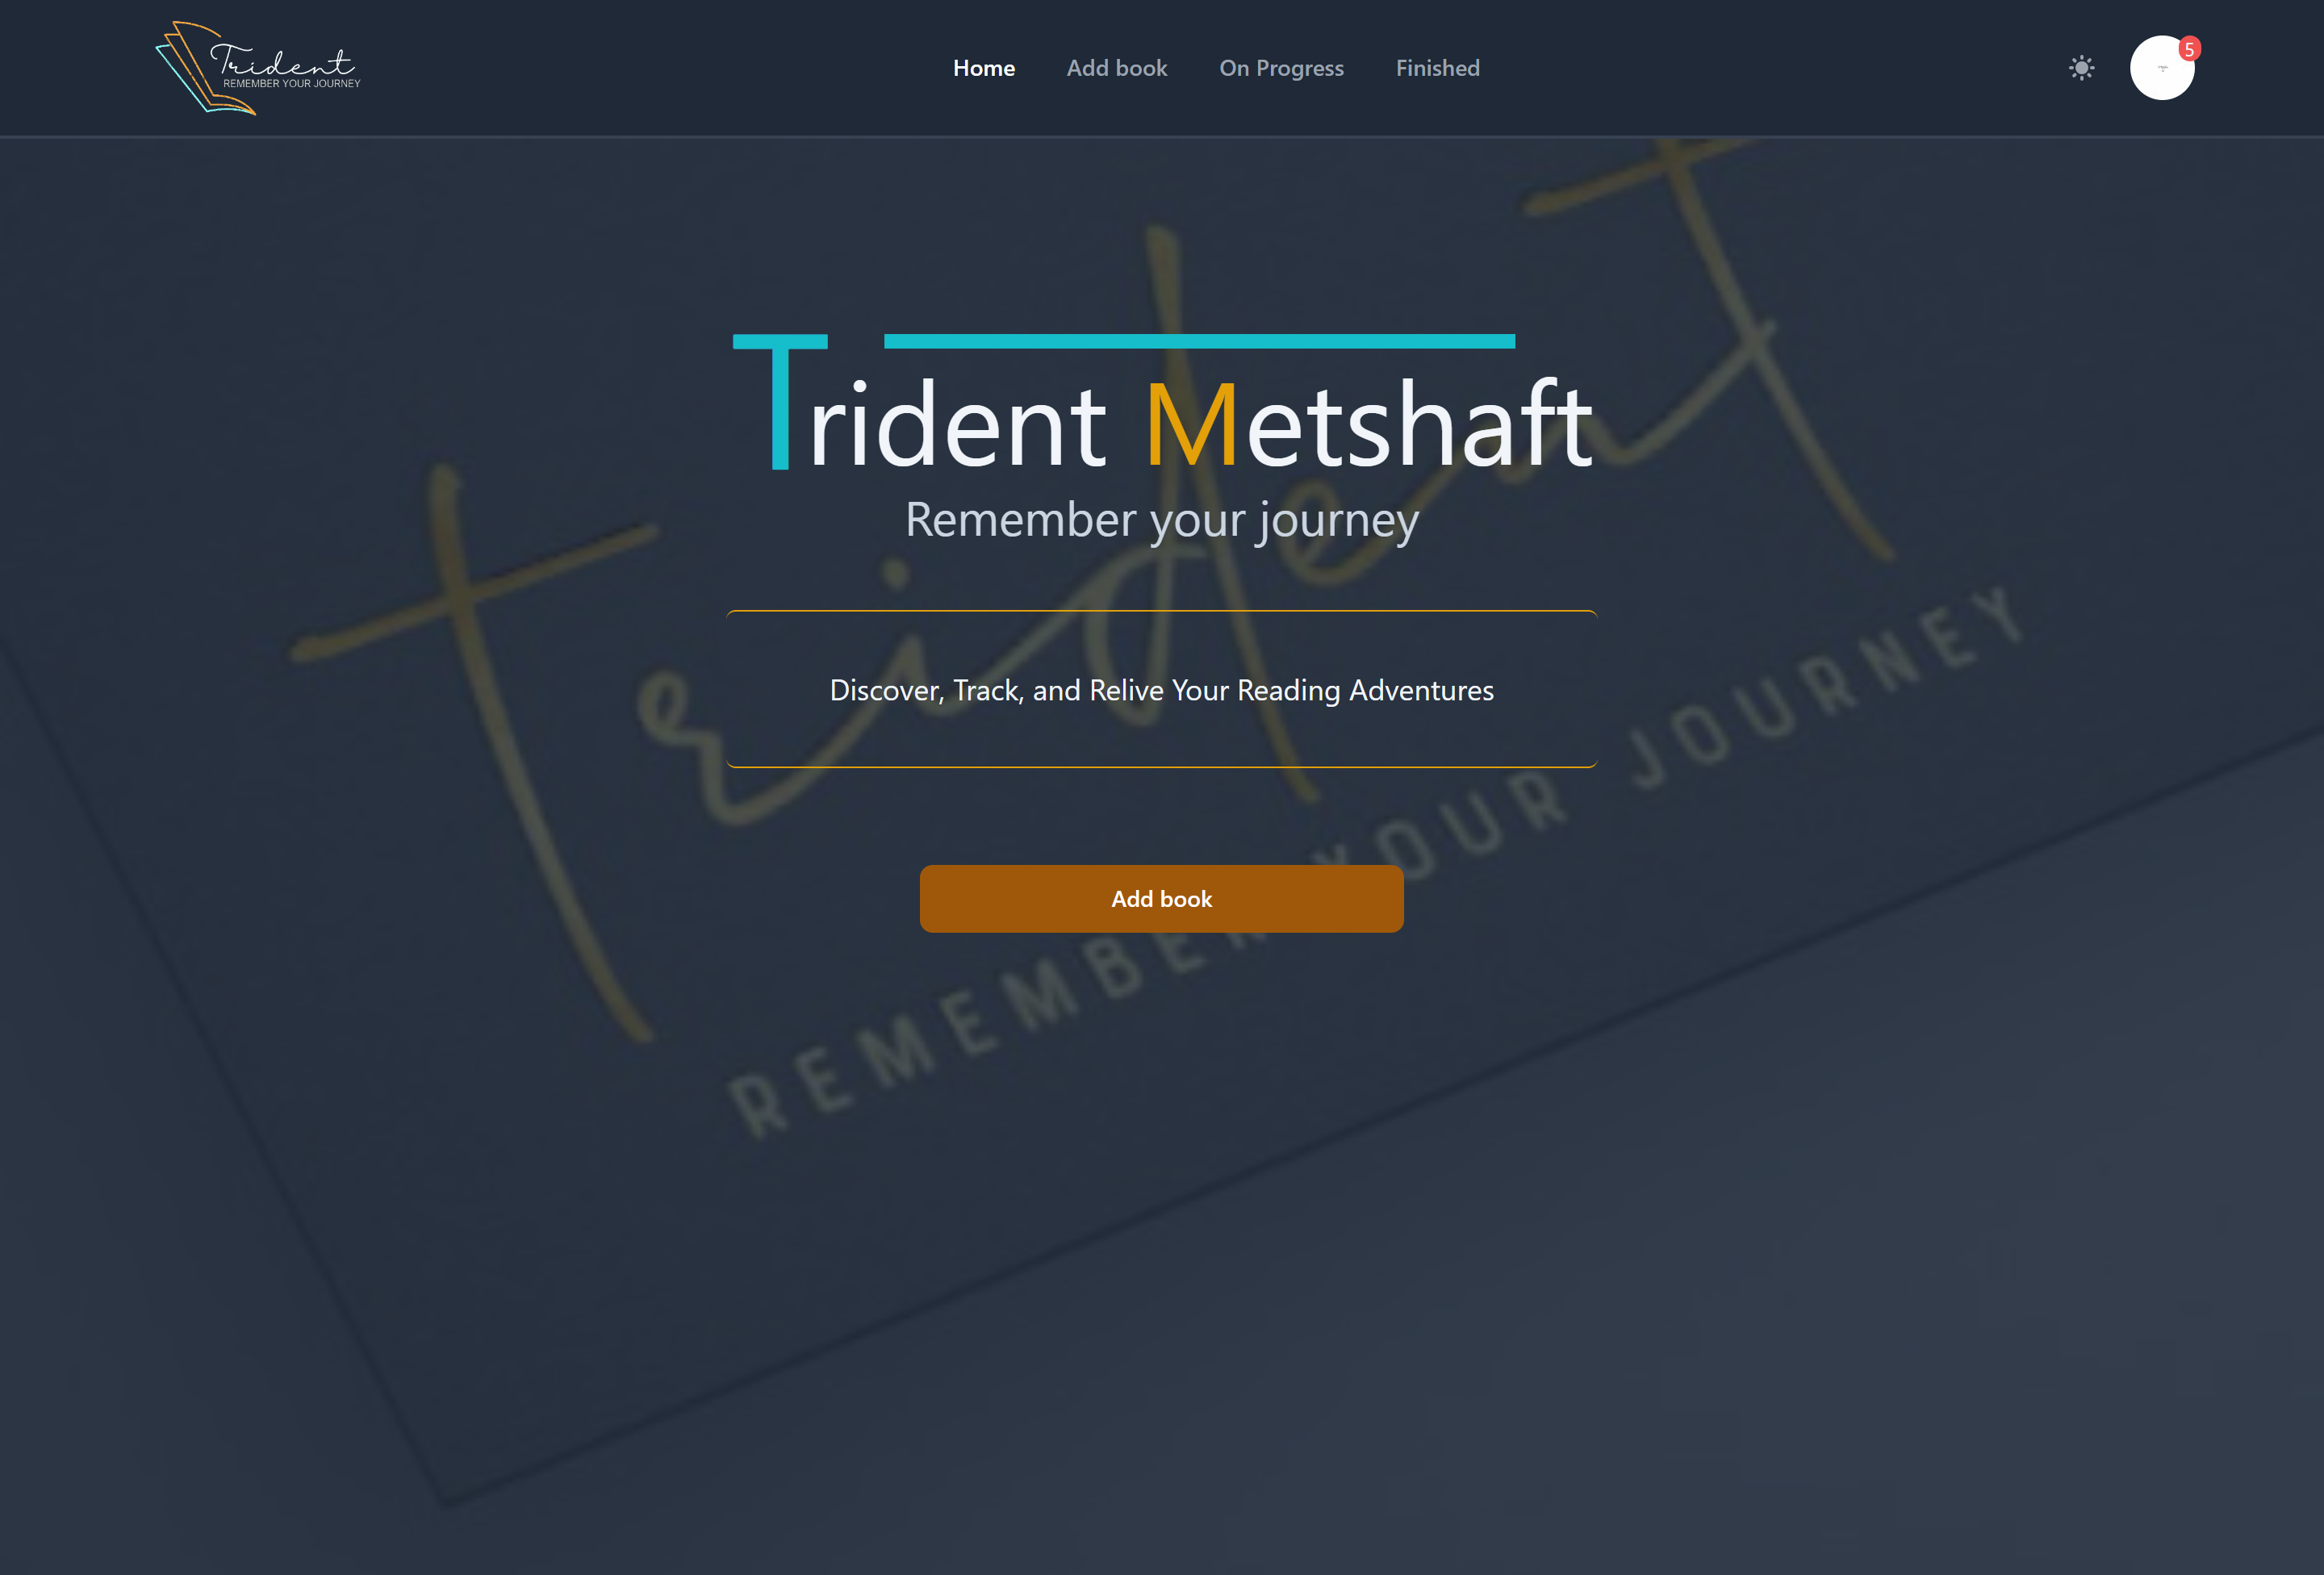 Trident
REMEMBER YOUR JOURNEY
Home
Add book
On Progress
Finished
5
Trident Metshaft
Remember your journey
Discover, Track, and Relive Your Reading Adventures
Add book
Trident
REMEMBER YOUR JOURNEY